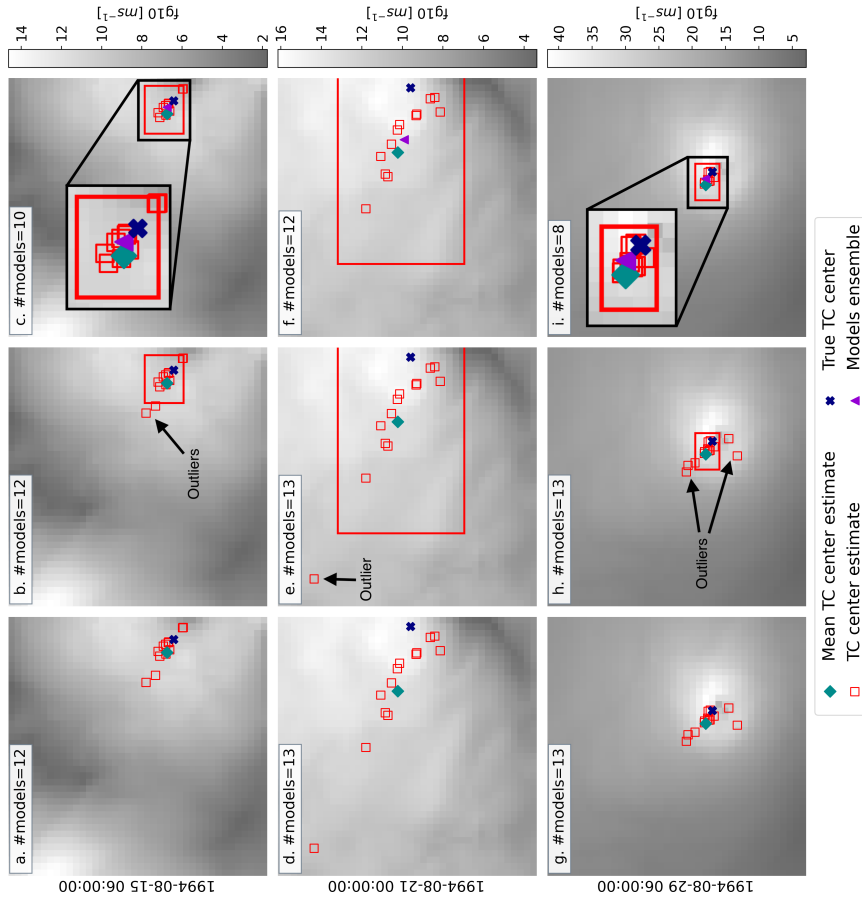 1994-08-15 06:00:00
a. #models=12
b. #models=12
Outliers
c. #models=10
14
12
10
8
6
4
2
fg10 [ms⁻¹]
1994-08-21 00:00:00
d. #models=13
e. #models=13
Outlier
f. #models=12
16
14
12
10
8
6
4
fg10 [ms⁻¹]
1994-08-29 06:00:00
g. #models=13
h. #models=13
Outliers
i. #models=8
40
35
30
25
20
15
10
5
fg10 [ms⁻¹]
Mean TC center estimate
True TC center
TC center estimate
Models ensemble